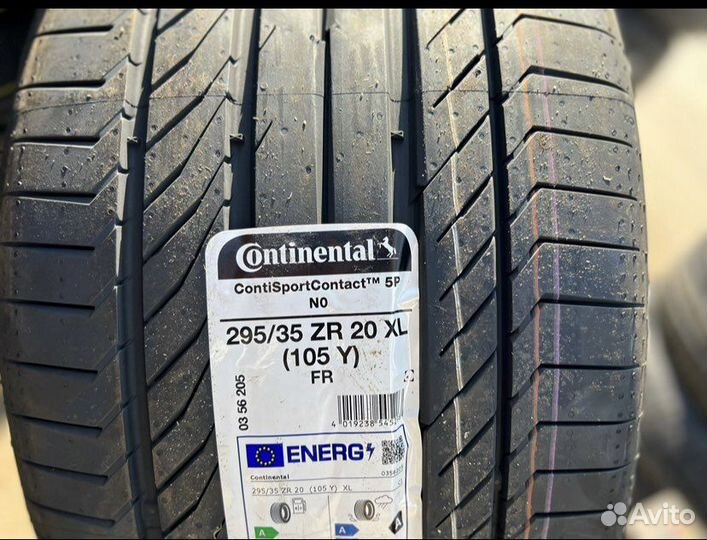 Continental
ContiSportContact™ 5P
N0
295/35 ZR 20 XL
(105 Y)
FR
03 56 205
4 019238 545
ENERG
Continental
295/35 ZR 20 (105 Y) XL
A
A
A
Avito